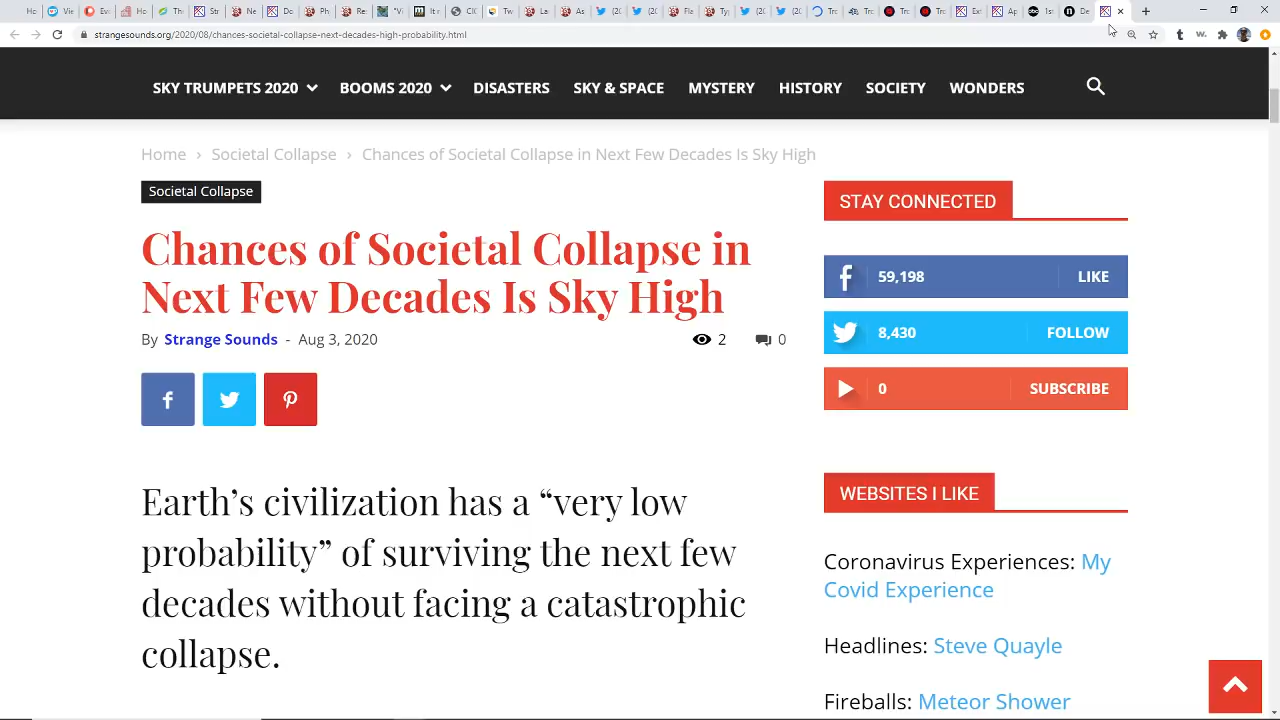 strangesounds.org/2020/08/chances-societal-collapse-next-decades-high-probability.html
SKY TRUMPETS 2020 BOOMS 2020 DISASTERS SKY & SPACE MYSTERY HISTORY SOCIETY WONDERS
Home › Societal Collapse › Chances of Societal Collapse in Next Few Decades Is Sky High
Societal Collapse
Chances of Societal Collapse in
Next Few Decades Is Sky High
By Strange Sounds - Aug 3, 2020 2 0
Earth’s civilization has a “very low
probability” of surviving the next few
decades without facing a catastrophic
collapse.
STAY CONNECTED
59,198 LIKE
8,430 FOLLOW
0 SUBSCRIBE
WEBSITES I LIKE
Coronavirus Experiences: My
Covid Experience
Headlines: Steve Quayle
Fireballs: Meteor Shower